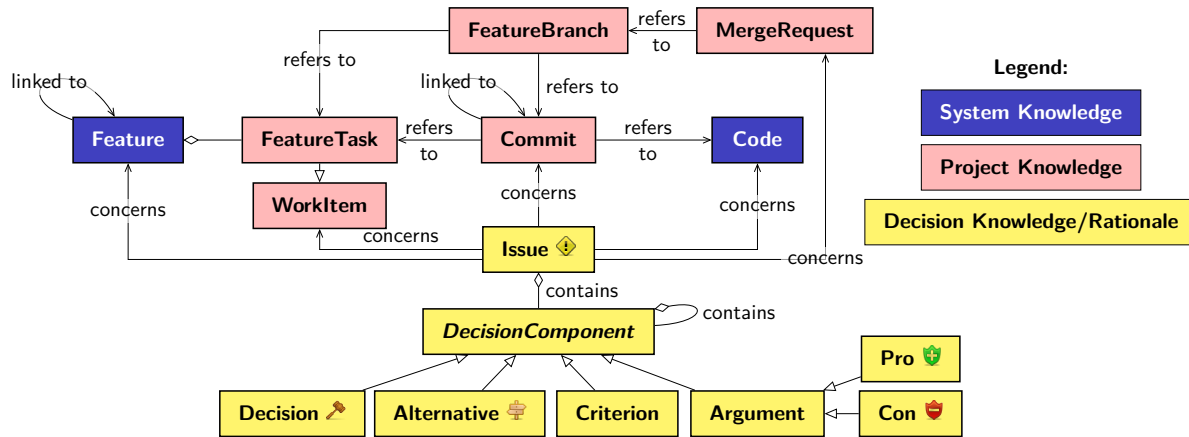 FeatureBranch
refers
to
MergeRequest
linked to
refers to
linked to
refers to
Legend:
System Knowledge
Feature
FeatureTask
refers
to
Commit
refers
to
Code
Project Knowledge
WorkItem
concerns
concerns
concerns
concerns
concerns
Decision Knowledge/Rationale
Issue
contains
DecisionComponent
contains
Pro
Decision
Alternative
Criterion
Argument
Con